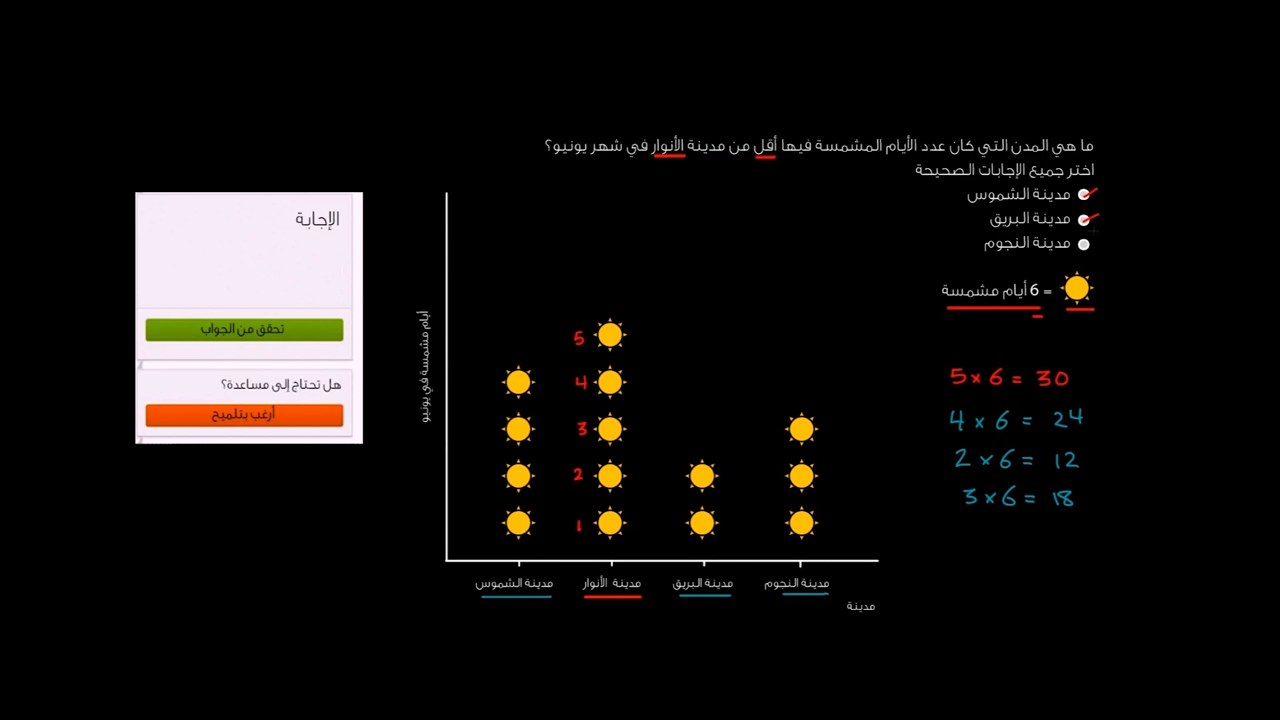 ما هي المدن التي كان عدد الأيام المشمسة فيها أقل من مدينة الأنوار في شهر يونيو؟
اختر جميع الإجابات الصحيحة
مدينة الشموس
مدينة البريق
مدينة النجوم
= 6 أيام مشمسة
5 × 6 = 30
4 × 6 = 24
2 × 6 = 12
3 × 6 = 18
أيام مشمسة في يونيو
5
4
3
2
1
مدينة الشموس
مدينة الأنوار
مدينة البريق
مدينة النجوم
مدينة
الإجابة
تحقق من الجواب
هل تحتاج إلى مساعدة؟
أرغب بتلميح